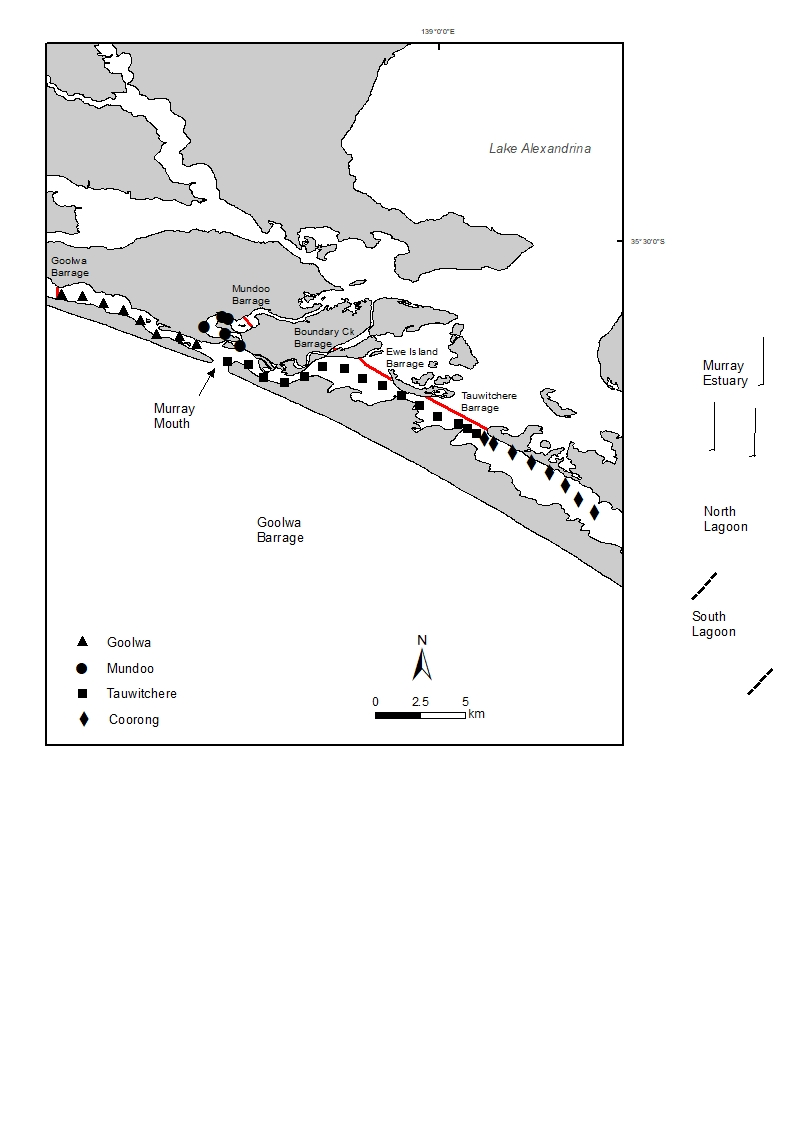 139°0'0"E
Lake Alexandrina
35°30'0"S
Goolwa
Barrage
Mundoo
Barrage
Boundary Ck
Barrage
Ewe Island
Barrage
Tauwitchere
Barrage
Murray
Mouth
Murray
Estuary
North
Lagoon
South
Lagoon
Goolwa
Barrage
Goolwa
Mundoo
Tauwitchere
Coorong
N
0 2.5 5
km